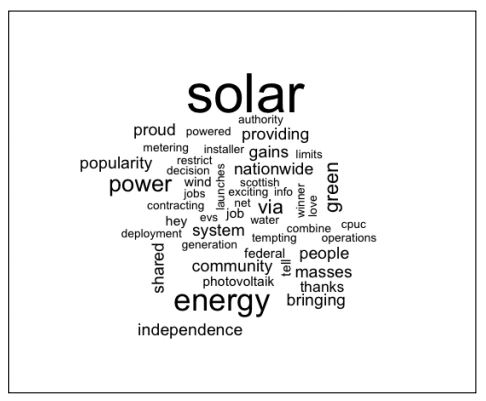 solar
authority
proud powered providing
metering installer gains limits
popularity restrict nationwide
decision
power wind launches scottish green
jobs exciting info
contracting net via winner love
hey evs job water
deployment system combine cpuc
generation tempting operations
shared federal people
community tell masses
photovoltaik thanks
energy bringing
independence